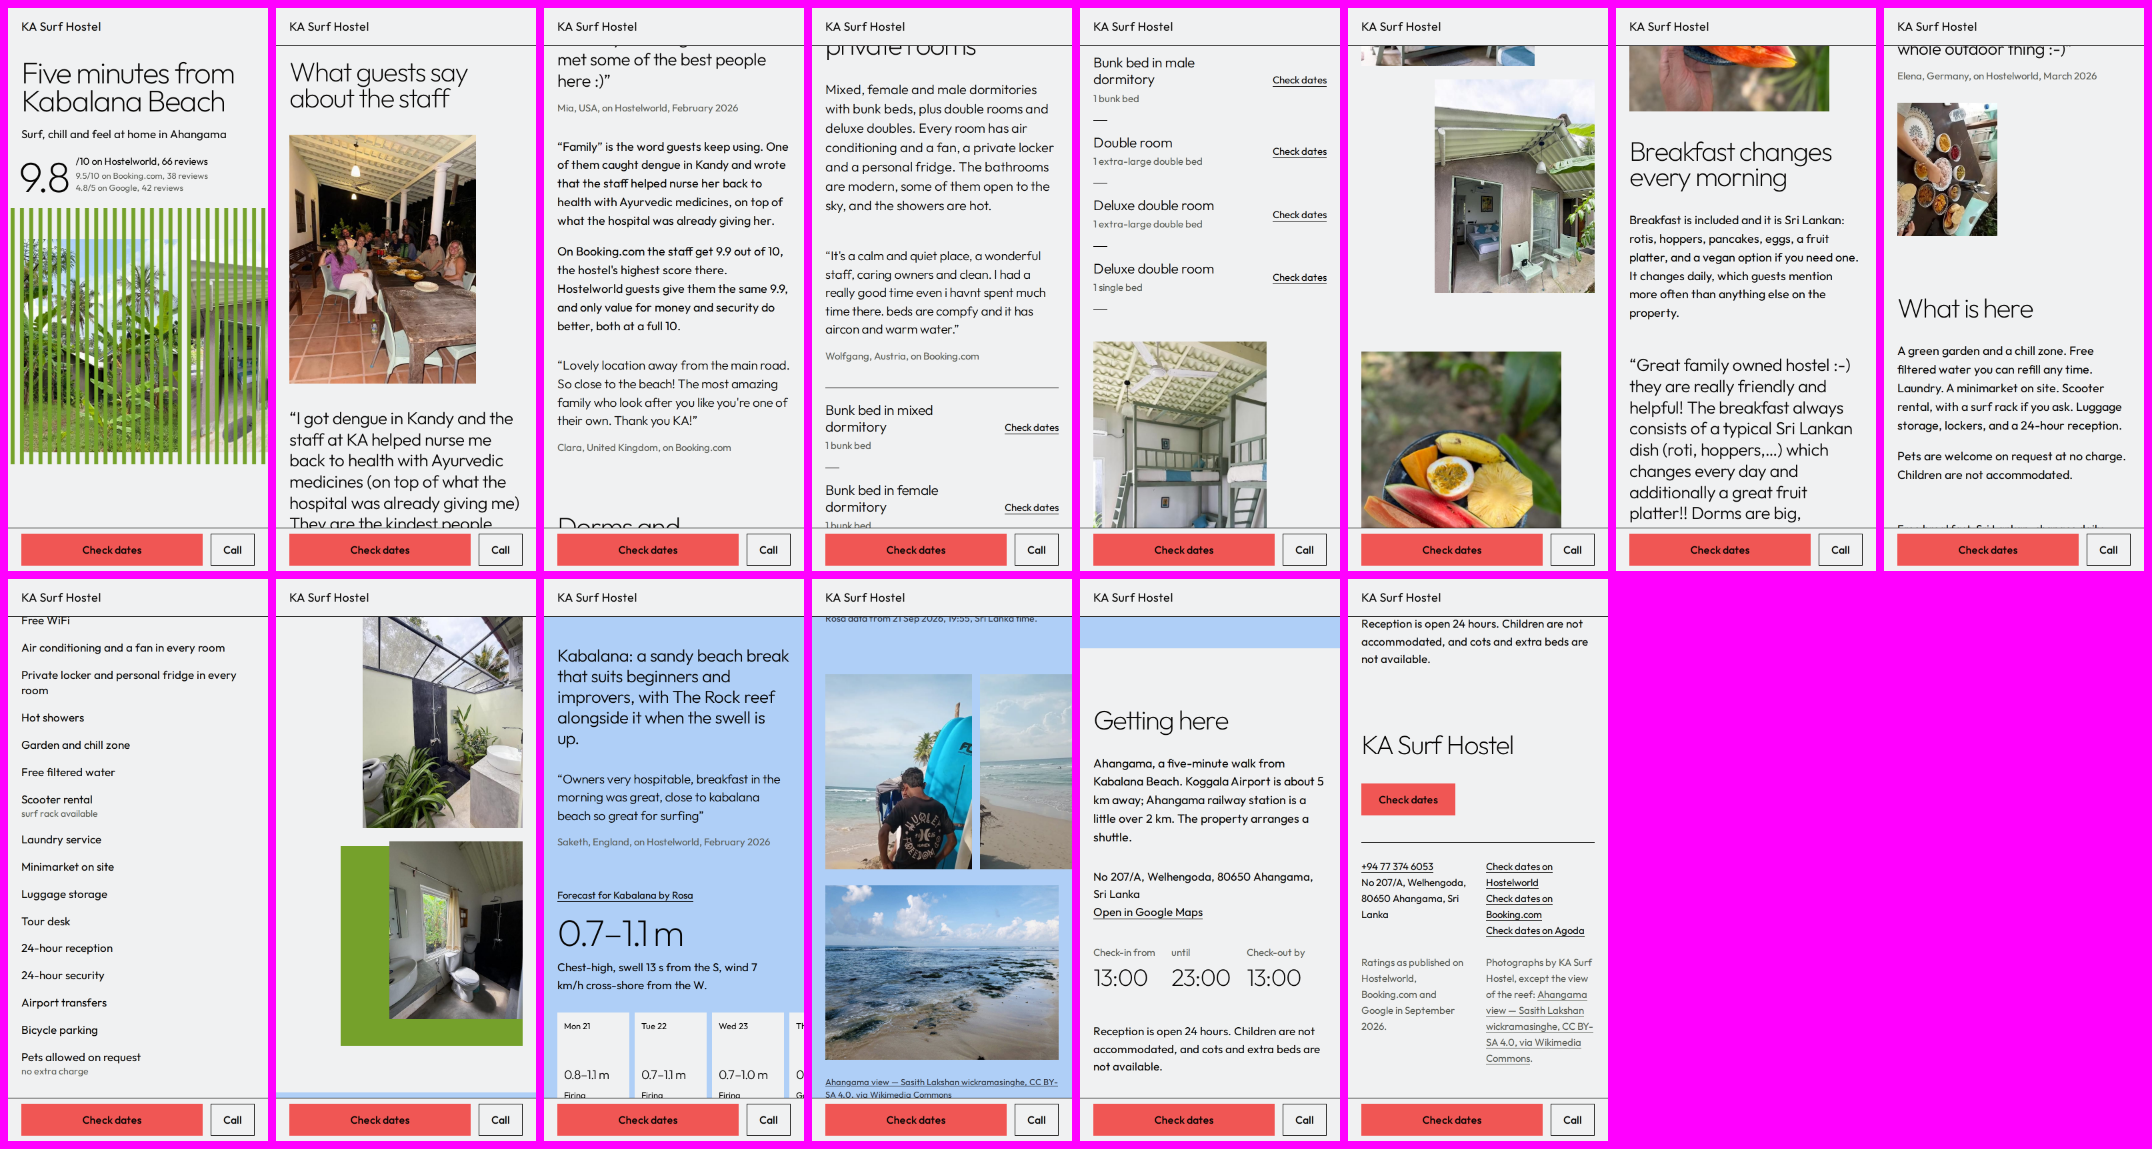 KA Surf Hostel
Five minutes from
Kabalana Beach
Surf, chill and feel at home in Ahangama
9.8
/10 on Hostelworld, 66 reviews
9.5/10 on Booking.com, 38 reviews
4.8/5 on Google, 42 reviews
Check dates
Call
KA Surf Hostel
What guests say
about the staff
“I got dengue in Kandy and the
staff at KA helped nurse me
back to health with Ayurvedic
medicines (on top of what the
hospital was already giving me)
They are the kindest people
Check dates
Call
KA Surf Hostel
met some of the best people
here :)”
Mia, USA, on Hostelworld, February 2026
“Family” is the word guests keep using. One
of them caught dengue in Kandy and wrote
that the staff helped nurse her back to
health with Ayurvedic medicines, on top of
what the hospital was already giving her.
On Booking.com the staff get 9.9 out of 10,
the hostel’s highest score there.
Hostelworld guests give them the same 9.9,
and only value for money and security do
better, both at a full 10.
“Lovely location away from the main road.
So close to the beach! The most amazing
family who look after you like you’re one of
their own. Thank you KA!”
Clara, United Kingdom, on Booking.com
Dorms and
Check dates
Call
KA Surf Hostel
private rooms
Mixed, female and male dormitories
with bunk beds, plus double rooms and
deluxe doubles. Every room has air
conditioning and a fan, a private locker
and a personal fridge. The bathrooms
are modern, some of them open to the
sky, and the showers are hot.
“It’s a calm and quiet place, a wonderful
staff, caring owners and clean. I had a
really good time even i havnt spent much
time there. beds are compfy and it has
aircon and warm water.”
Wolfgang, Austria, on Booking.com
Bunk bed in mixed
dormitory
1 bunk bed
Check dates
Bunk bed in female
dormitory
1 bunk bed
Check dates
Check dates
Call
KA Surf Hostel
Bunk bed in male
dormitory
1 bunk bed
Check dates
Double room
1 extra-large double bed
Check dates
Deluxe double room
1 extra-large double bed
Check dates
Deluxe double room
1 single bed
Check dates
Check dates
Call
KA Surf Hostel
Check dates
Call
KA Surf Hostel
Breakfast changes
every morning
Breakfast is included and it is Sri Lankan:
rotis, hoppers, pancakes, eggs, a fruit
platter, and a vegan option if you need one.
It changes daily, which guests mention
more often than anything else on the
property.
“Great family owned hostel :-)
they are really friendly and
helpful! The breakfast always
consists of a typical Sri Lankan
dish (roti, hoppers,...) which
changes every day and
additionally a great fruit
platter!! Dorms are big,
Check dates
Call
KA Surf Hostel
whole outdoor thing :-)
Elena, Germany, on Hostelworld, March 2026
What is here
A green garden and a chill zone. Free
filtered water you can refill any time.
Laundry. A minimarket on site. Scooter
rental, with a surf rack if you ask. Luggage
storage, lockers, and a 24-hour reception.
Pets are welcome on request at no charge.
Children are not accommodated.
Check dates
Call
KA Surf Hostel
Free WiFi
Air conditioning and a fan in every room
Private locker and personal fridge in every
room
Hot showers
Garden and chill zone
Free filtered water
Scooter rental
surf rack available
Laundry service
Minimarket on site
Luggage storage
Tour desk
24-hour reception
24-hour security
Airport transfers
Bicycle parking
Pets allowed on request
no extra charge
Check dates
Call
KA Surf Hostel
Check dates
Call
KA Surf Hostel
Kabalana: a sandy beach break
that suits beginners and
improvers, with The Rock reef
alongside it when the swell is
up.
“Owners very hospitable, breakfast in the
morning was great, close to kabalana
beach so great for surfing”
Saketh, England, on Hostelworld, February 2026
Forecast for Kabalana by Rosa
0.7–1.1 m
Chest-high, swell 13 s from the S, wind 7
km/h cross-shore from the W.
Mon 21
0.8–1.1 m
Firing
Tue 22
0.7–1.1 m
Firing
Wed 23
0.7–1.0 m
Firing
Check dates
Call
KA Surf Hostel
Rosa data from 21 Sep 2026, 19:55, Sri Lanka time.
HURLEY
FREEDOM
Ahangama view — Sasith Lakshan wickramasinghe, CC BY-
SA 4.0, via Wikimedia Commons
Check dates
Call
KA Surf Hostel
Getting here
Ahangama, a five-minute walk from
Kabalana Beach. Koggala Airport is about 5
km away; Ahangama railway station is a
little over 2 km. The property arranges a
shuttle.
No 207/A, Welhengoda, 80650 Ahangama,
Sri Lanka
Open in Google Maps
Check-in from
13:00
until
23:00
Check-out by
13:00
Reception is open 24 hours. Children are not
accommodated, and cots and extra beds are
not available.
Check dates
Call
KA Surf Hostel
Reception is open 24 hours. Children are not
accommodated, and cots and extra beds are
not available.
KA Surf Hostel
Check dates
+94 77 374 6053
No 207/A, Welhengoda,
80650 Ahangama, Sri
Lanka
Check dates on
Hostelworld
Check dates on
Booking.com
Check dates on Agoda
Ratings as published on
Hostelworld,
Booking.com and
Google in September
2026.
Photographs by KA Surf
Hostel, except the view
of the reef: Ahangama
view — Sasith Lakshan
wickramasinghe, CC BY-
SA 4.0, via Wikimedia
Commons.
Check dates
Call